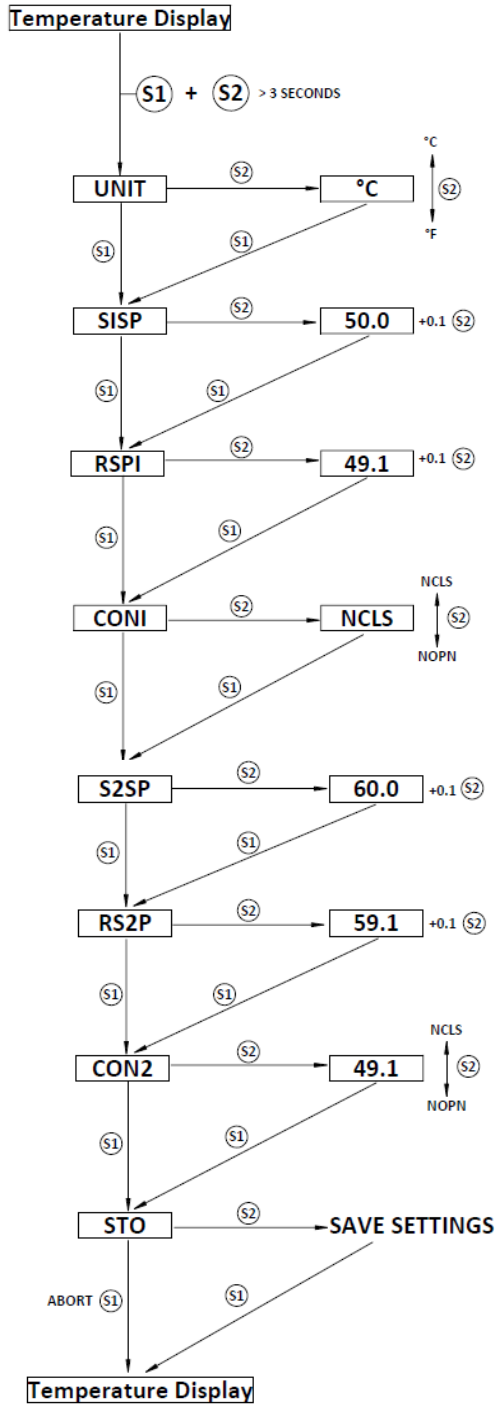 Temperature Display
S1 + S2 > 3 SECONDS
UNIT S2 °C
°C
S2
°F
S1 S1
SISP S2 50.0 +0.1 S2
S1 S1
RSPI S2 49.1 +0.1 S2
S1 S1
CONI S2 NCLS
NCLS
S2
NOPN
S1 S1
S2SP S2 60.0 +0.1 S2
S1 S1
RS2P S2 59.1 +0.1 S2
S1 S1
CON2 S2 49.1
NCLS
S2
NOPN
S1 S1
STO S2 SAVE SETTINGS
ABORT S1 S1
Temperature Display